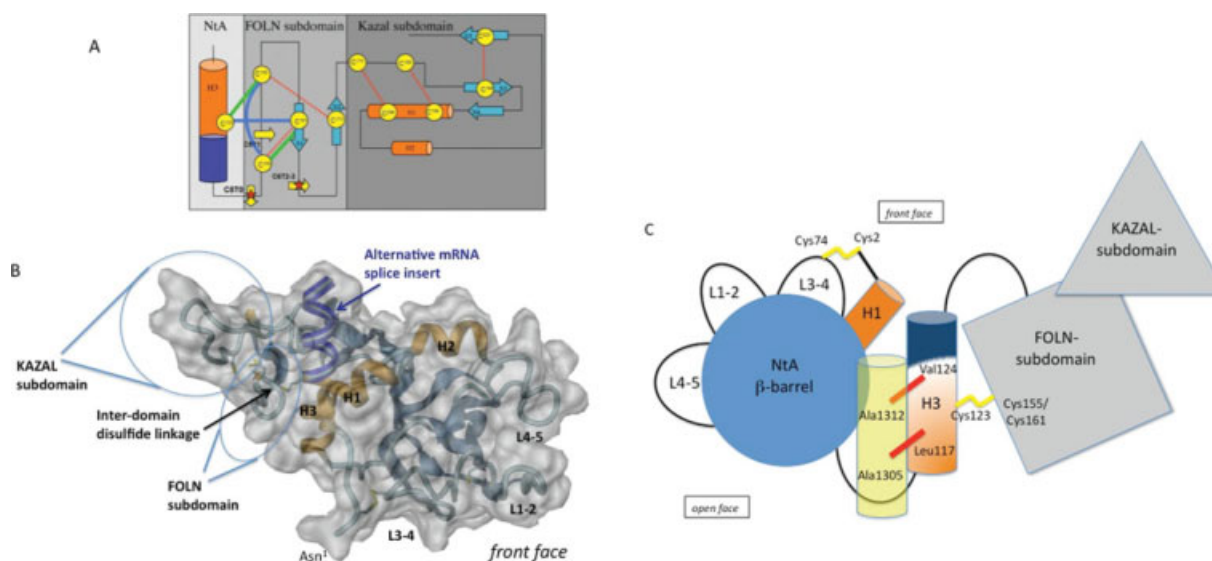 A
NtA
FOLN subdomain
Kazal subdomain
H3
B
Alternative mRNA
splice insert
KAZAL
subdomain
Inter-domain
disulfide linkage
FOLN
subdomain
H2
H1
H3
L4-5
L1-2
L3-4
Asn¹
front face
C
front face
Cys74
Cys2
KAZAL-
subdomain
L1-2
L3-4
H1
FOLN-
subdomain
L4-5
NtA
β-barrel
Val124
H3
Ala1312
Cys123
Cys155/
Cys161
Leu117
Ala1305
open face